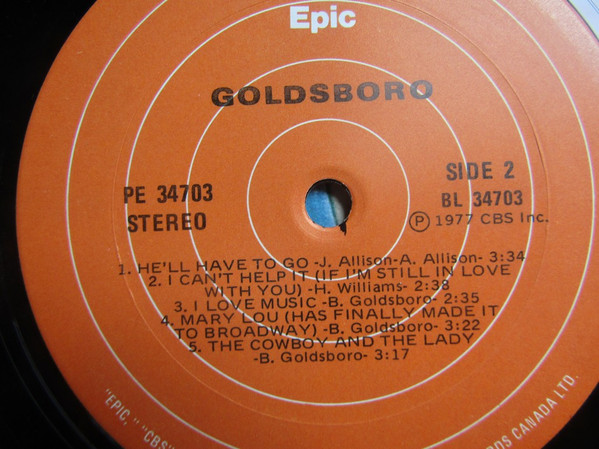 Epic
GOLDSBORO
PE 34703
STEREO
SIDE 2
BL 34703
Ⓟ 1977 CBS Inc.
1. HE'LL HAVE TO GO -J. Allison-A. Allison- 3:34
2. I CAN'T HELP IT (IF I'M STILL IN LOVE
WITH YOU) -H. Williams- 2:38
3. I LOVE MUSIC -B. Goldsboro- 2:35
4. MARY LOU (HAS FINALLY MADE IT
TO BROADWAY) -B. Goldsboro- 3:22
5. THE COWBOY AND THE LADY
-B. Goldsboro- 3:17
"EPIC," "CBS"
CANADA LTD.